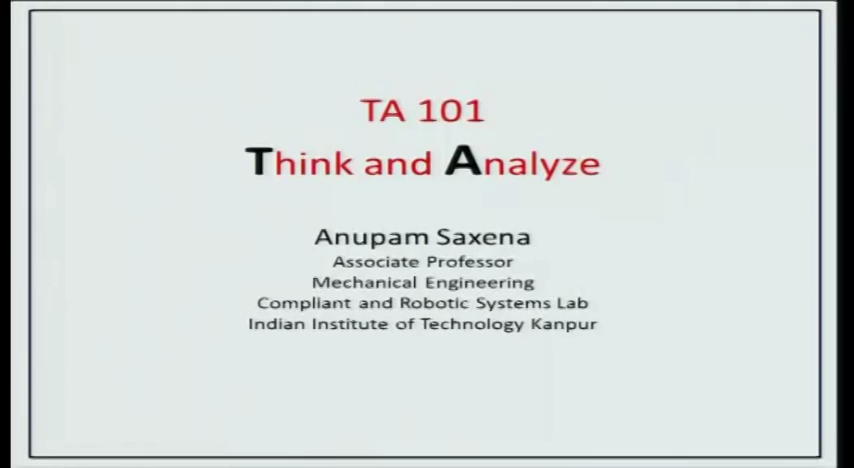 TA 101
Think and Analyze
Anupam Saxena
Associate Professor
Mechanical Engineering
Compliant and Robotic Systems Lab
Indian Institute of Technology Kanpur